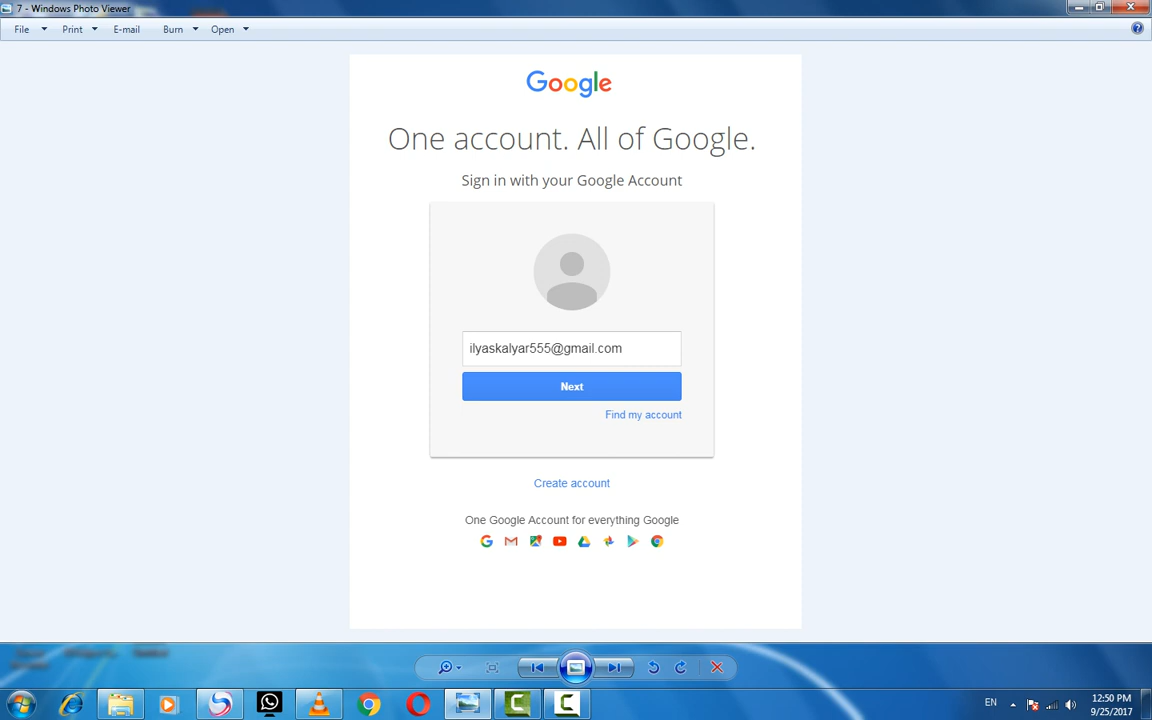 7 - Windows Photo Viewer
File Print E-mail Burn Open
Google
One account. All of Google.
Sign in with your Google Account
ilyaskalyar555@gmail.com
Next
Find my account
Create account
One Google Account for everything Google
EN
12:50 PM
9/25/2017